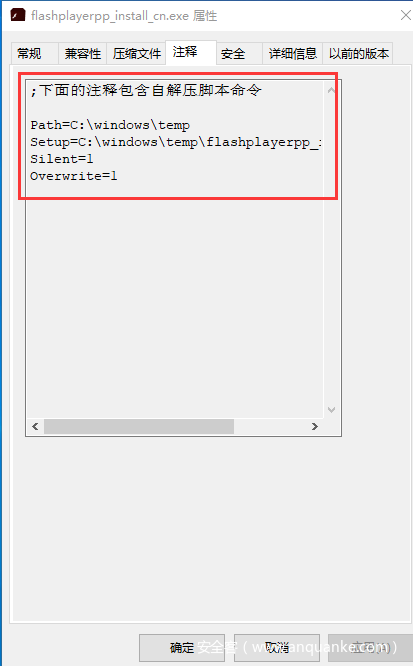 flashplayerpp_install_cn.exe 属性
常规 兼容性 压缩文件 注释 安全 详细信息 以前的版本
;下面的注释包含自解压脚本命令
Path=C:\windows\temp
Setup=C:\windows\temp\flashplayerpp_
Silent=1
Overwrite=1
确定 取消
安全客（www.anquanke.com）